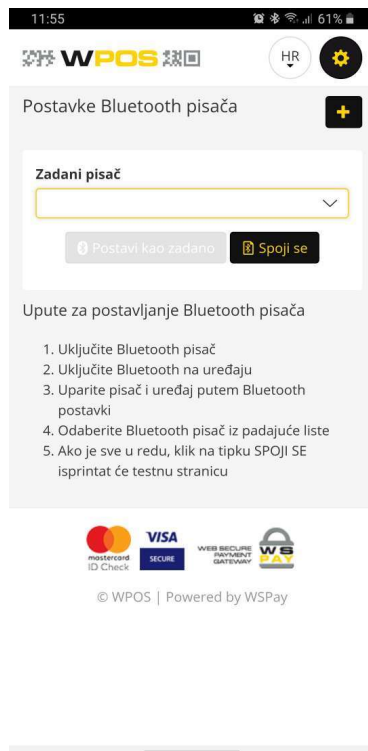 11:55
61%
WPOS
HR
Postavke Bluetooth pisača
+
Zadani pisač
Postavi kao zadano
Spoji se
Upute za postavljanje Bluetooth pisača
1. Uključite Bluetooth pisač
2. Uključite Bluetooth na uređaju
3. Uparite pisač i uređaj putem Bluetooth
postavki
4. Odaberite Bluetooth pisač iz padajuće liste
5. Ako je sve u redu, klik na tipku SPOJI SE
isprintat će testnu stranicu
mastercard
ID Check
VISA
SECURE
WEB SECURE
PAYMENT
GATEWAY
WS
PAY
© WPOS | Powered by WSPay